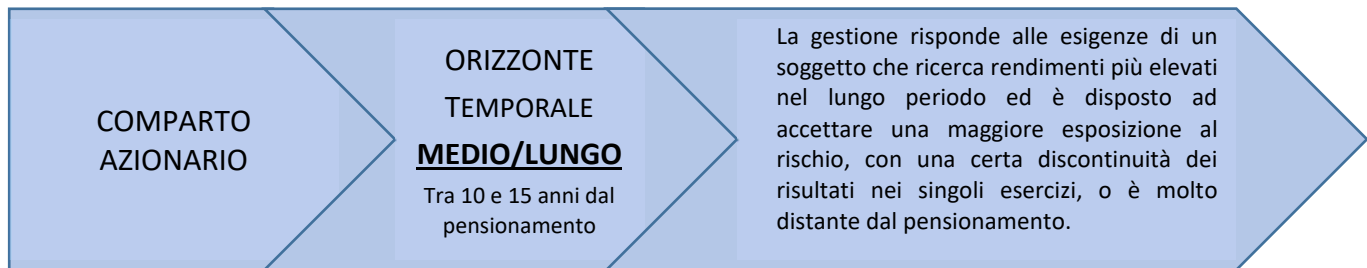 COMPARTO
AZIONARIO
ORIZZONTE
TEMPORALE
MEDIO/LUNGO
Tra 10 e 15 anni dal
pensionamento
La gestione risponde alle esigenze di un
soggetto che ricerca rendimenti più elevati
nel lungo periodo ed è disposto ad
accettare una maggiore esposizione al
rischio, con una certa discontinuità dei
risultati nei singoli esercizi, o è molto
distante dal pensionamento.